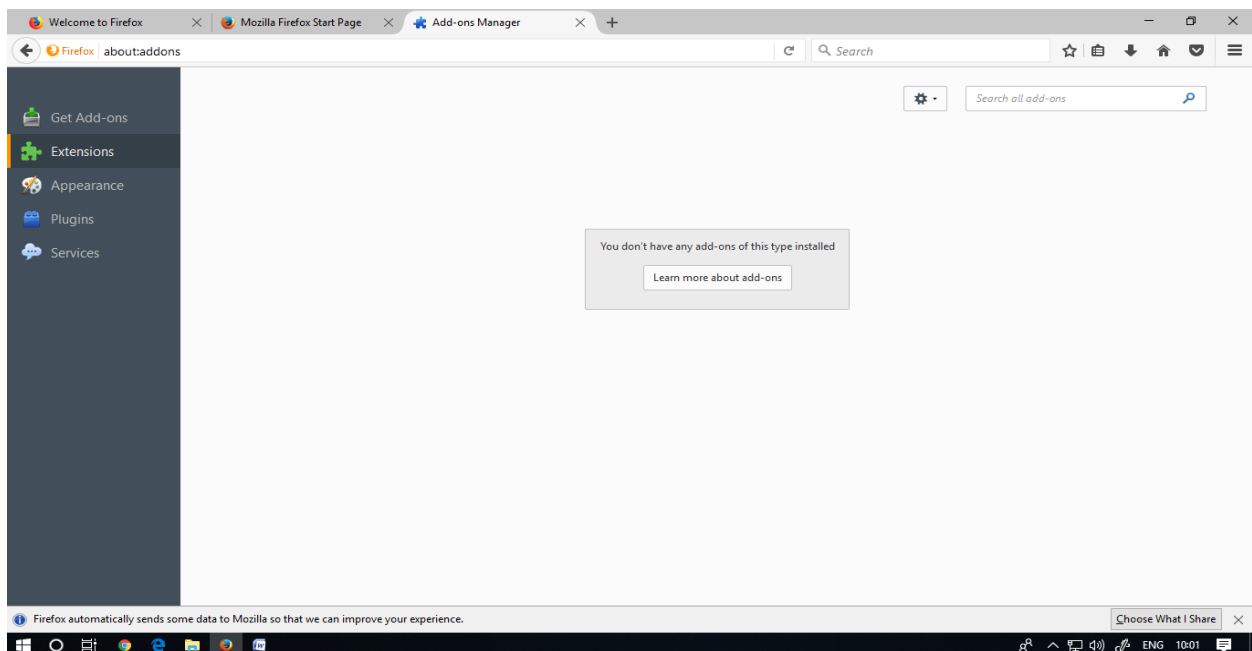 Welcome to Firefox
Mozilla Firefox Start Page
Add-ons Manager
Firefox about:addons
Search
Search all add-ons
Get Add-ons
Extensions
Appearance
Plugins
Services
You don't have any add-ons of this type installed
Learn more about add-ons
Firefox automatically sends some data to Mozilla so that we can improve your experience.
Choose What I Share
ENG 10:01